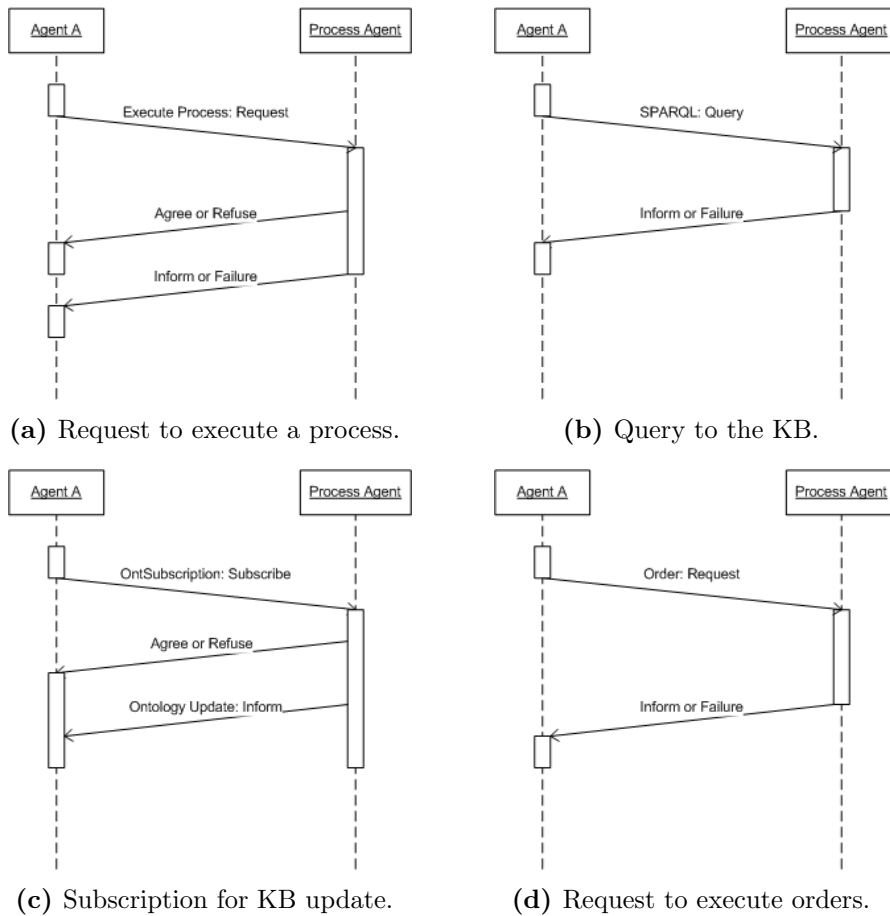 Agent A
Process Agent
Execute Process: Request
Agree or Refuse
Inform or Failure
(a) Request to execute a process.
Agent A
Process Agent
SPARQL: Query
Inform or Failure
(b) Query to the KB.
Agent A
Process Agent
OntSubscription: Subscribe
Agree or Refuse
Ontology Update: Inform
(c) Subscription for KB update.
Agent A
Process Agent
Order: Request
Inform or Failure
(d) Request to execute orders.